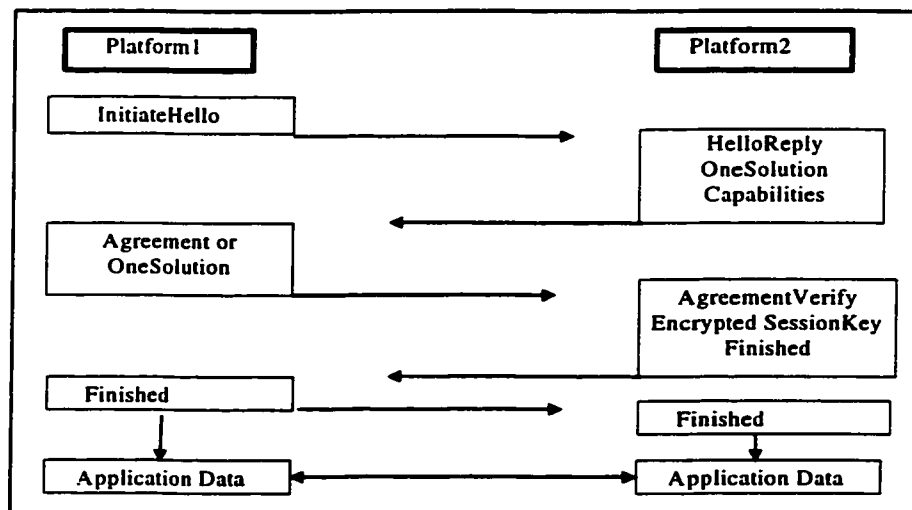 Platform1
Platform2
InitiateHello
HelloReply
OneSolution
Capabilities
Agreement or
OneSolution
AgreementVerify
Encrypted SessionKey
Finished
Finished
Finished
Application Data
Application Data